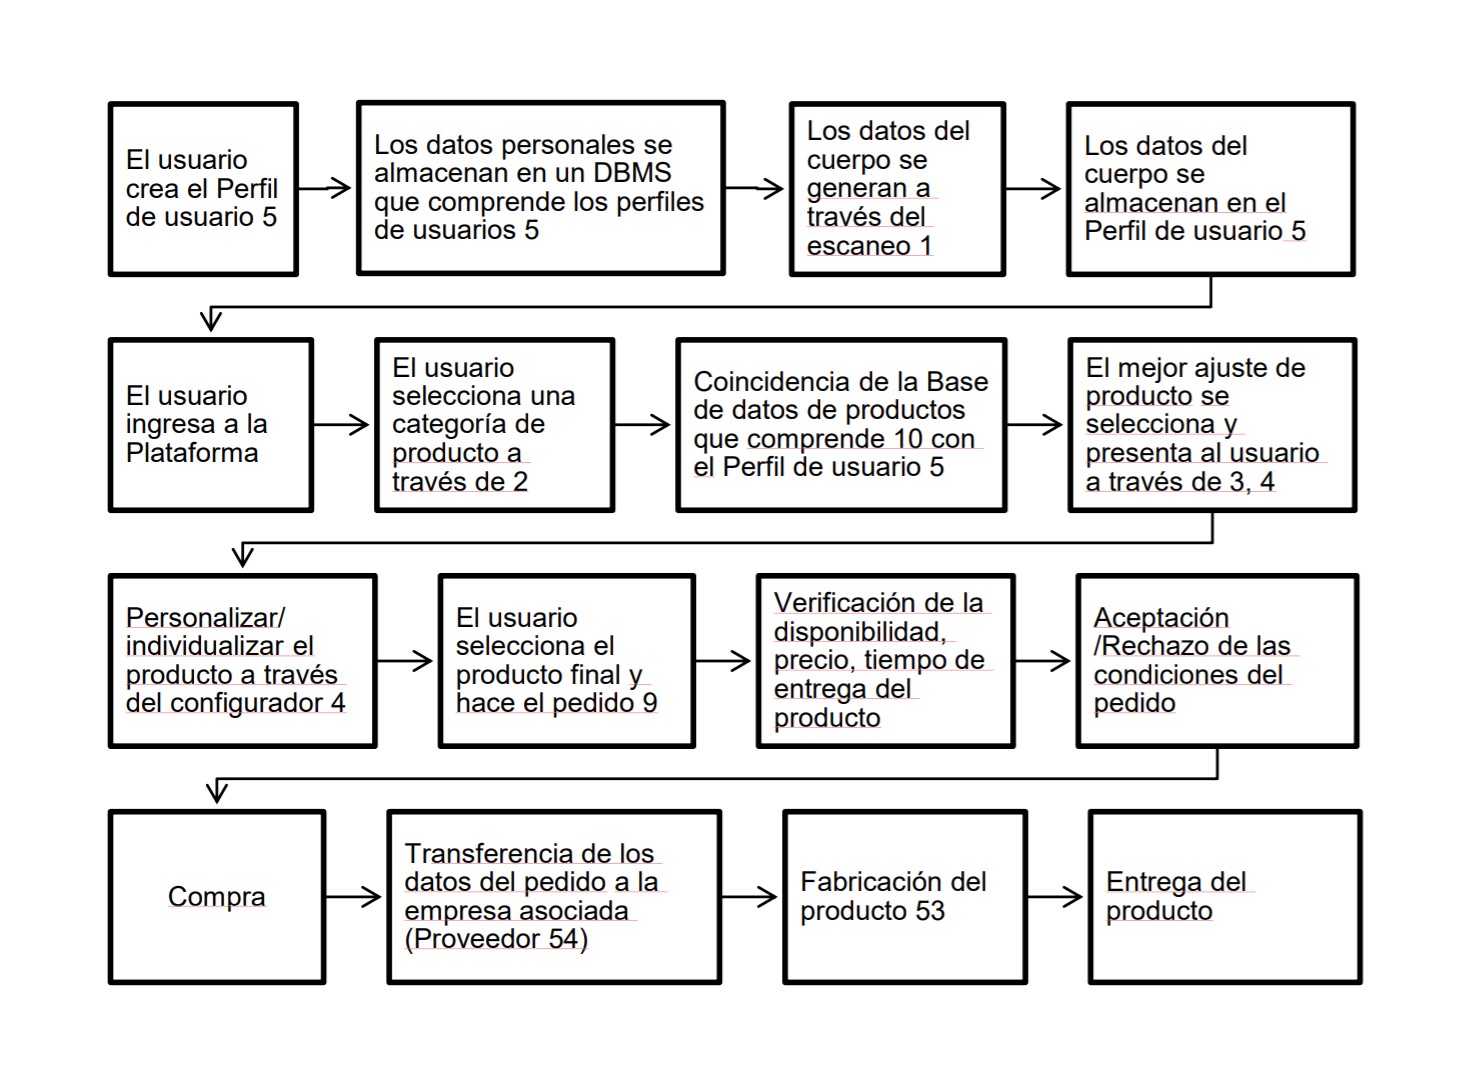 El usuario
crea el Perfil
de usuario 5
Los datos personales se
almacenan en un DBMS
que comprende los perfiles
de usuarios 5
Los datos del
cuerpo se
generan a
través del
escaneo 1
Los datos del
cuerpo se
almacenan en el
Perfil de usuario 5
El usuario
ingresa a la
Plataforma
El usuario
selecciona una
categoría de
producto a
través de 2
Coincidencia de la Base
de datos de productos
que comprende 10 con
el Perfil de usuario 5
El mejor ajuste de
producto se
selecciona y
presenta al usuario
a través de 3, 4
Personalizar/
individualizar el
producto a través
del configurador 4
El usuario
selecciona el
producto final y
hace el pedido 9
Verificación de la
disponibilidad,
precio, tiempo de
entrega del
producto
Aceptación
/Rechazo de las
condiciones del
pedido
Compra
Transferencia de los
datos del pedido a la
empresa asociada
(Proveedor 54)
Fabricación del
producto 53
Entrega del
producto